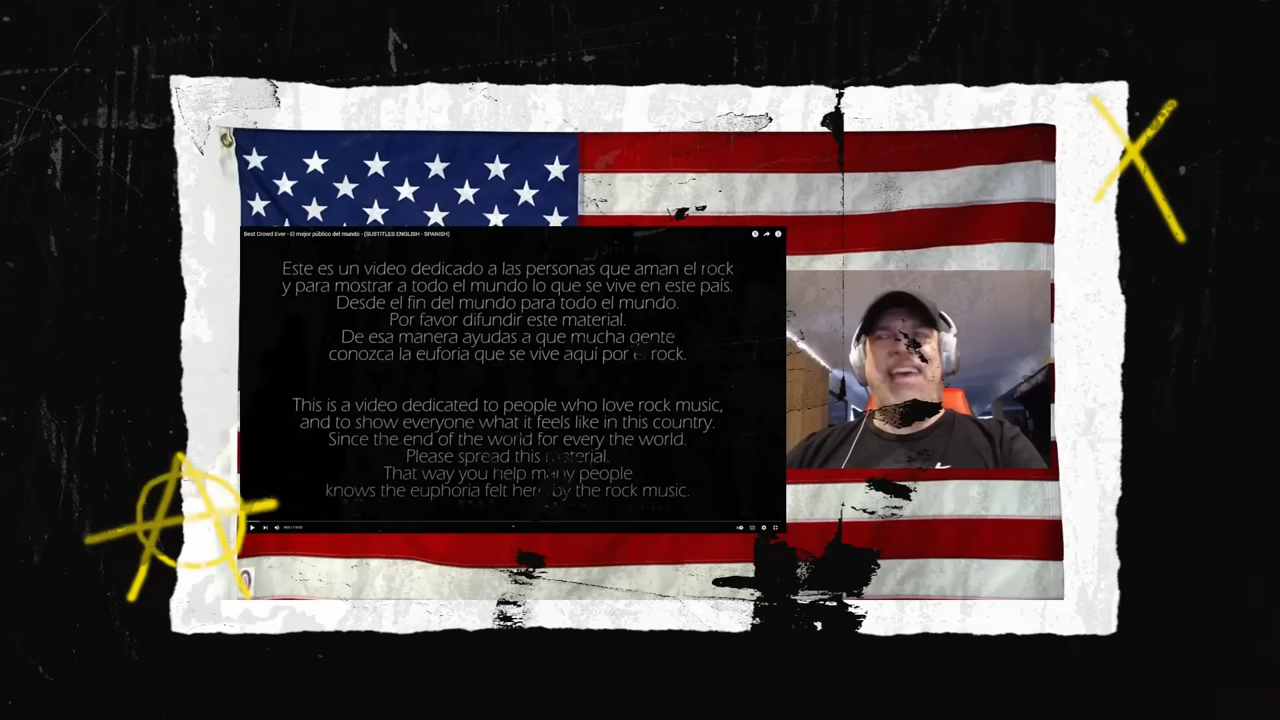 Best Crowd Ever - El mejor público del mundo - (SUBTITLES ENGLISH - SPANISH)
Este es un video dedicado a las personas que aman el rock
y para mostrar a todo el mundo lo que se vive en este país.
Desde el fin del mundo para todo el mundo.
Por favor difundir este material.
De esa manera ayudas a que mucha gente
conozca la euforia que se vive aquí por el rock.
This is a video dedicated to people who love rock music,
and to show everyone what it feels like in this country.
Since the end of the world for every the world.
Please spread this material.
That way you help many people
knows the euphoria felt here by the rock music.